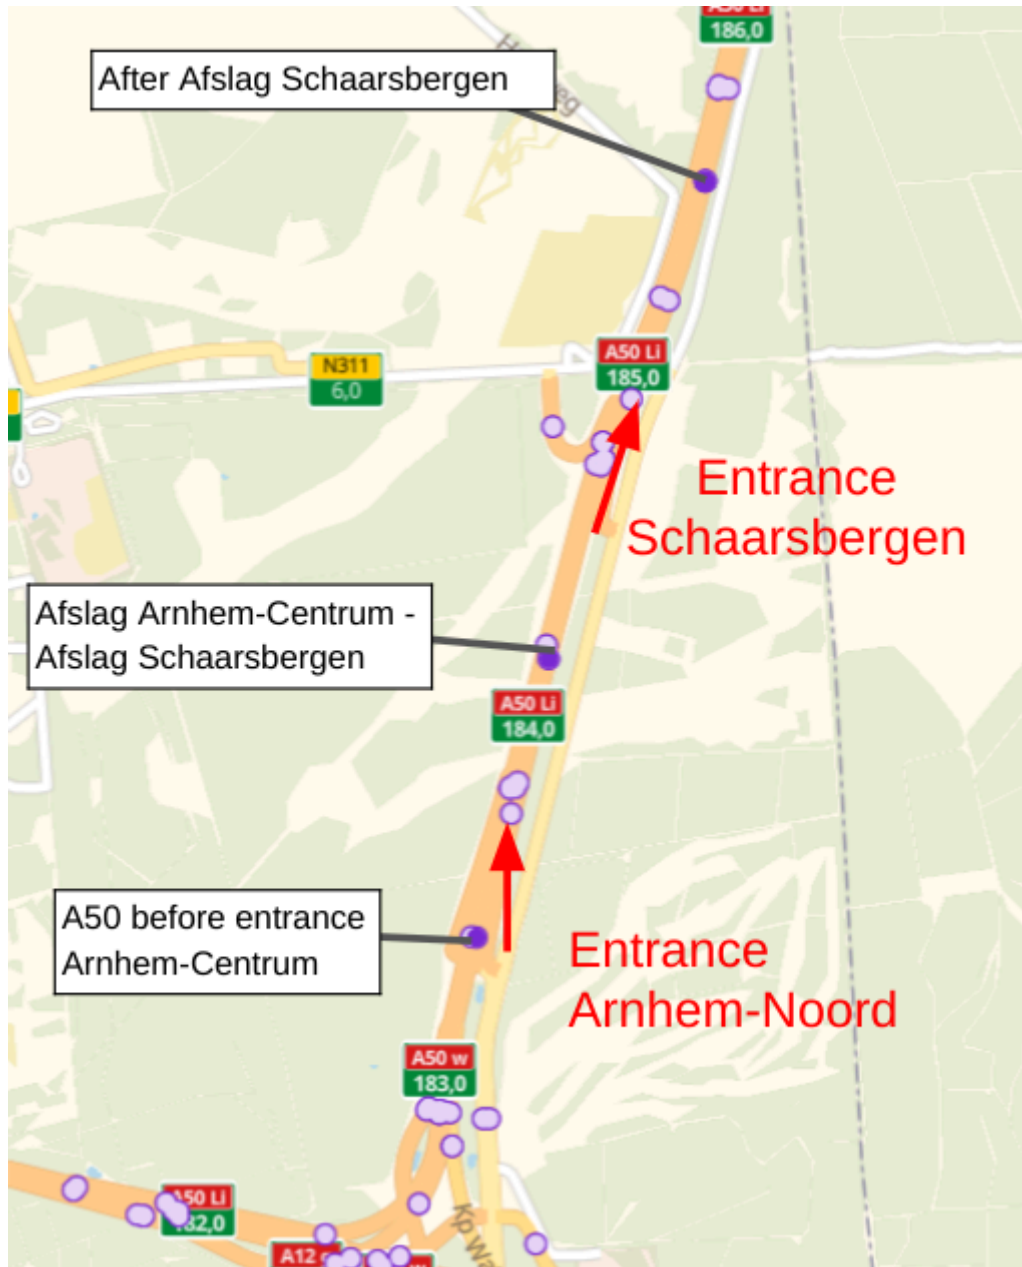 A50 Li
186,0
After Afslag Schaarsbergen
N311
6,0
A50 Li
185,0
Entrance
Schaarsbergen
Afslag Arnhem-Centrum -
Afslag Schaarsbergen
A50 Li
184,0
A50 before entrance
Arnhem-Centrum
Entrance
Arnhem-Noord
A50 w
183,0
A50 Li
182,0
A12